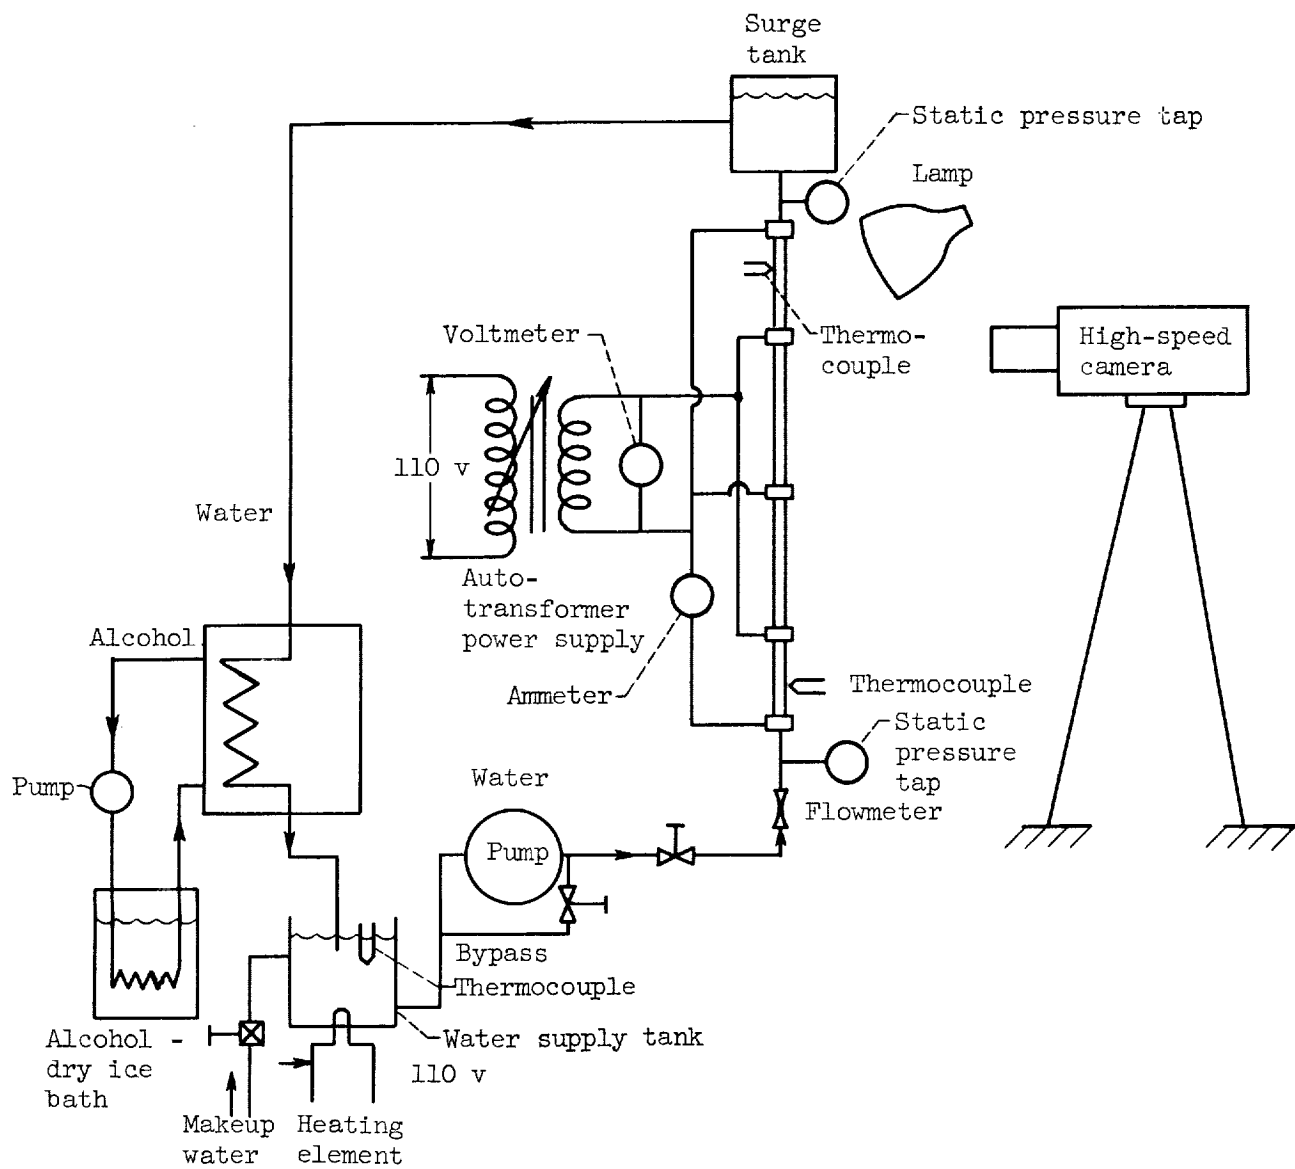 Surge
tank
Static pressure tap
Lamp
Voltmeter
Thermo-
couple
High-speed
camera
110 v
Water
Auto-
transformer
power supply
Alcohol
Ammeter
Thermocouple
Static
pressure
tap
Pump
Water
Flowmeter
Pump
Bypass
Thermocouple
Alcohol -
dry ice
bath
Water supply tank
110 v
Makeup
water
Heating
element